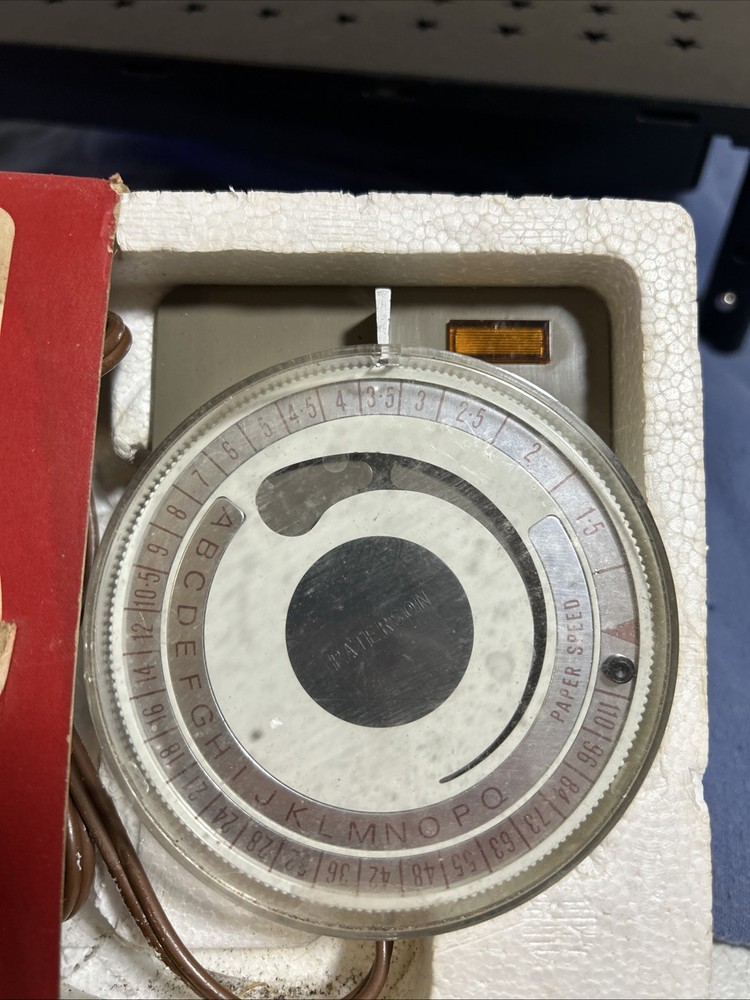 1 1·5 2 2·5 3 3·5 4 4·5 5 6 7 8 9 10·5 12 14 16 18 21 24 28 32 36 42 48 55 63 73 84 96 110
A B C D E F G H I J K L M N O P Q
PAPER SPEED
PATERSON